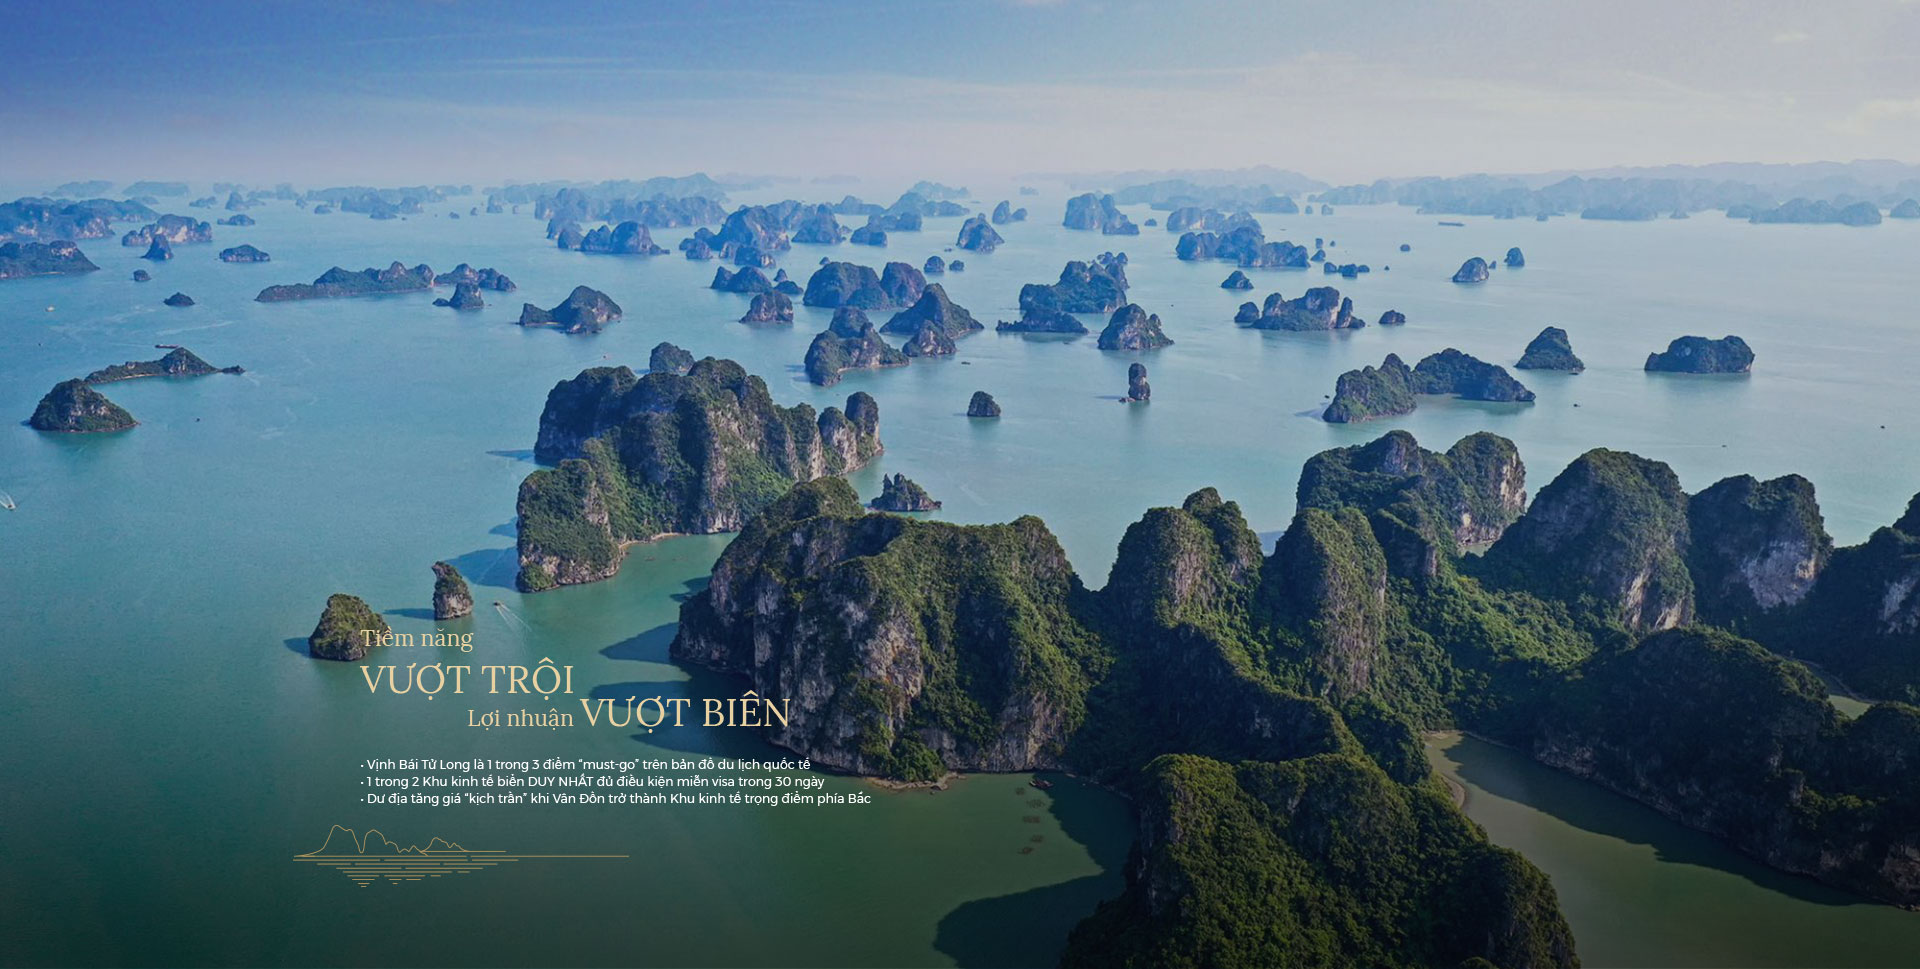 Tiềm năng
VƯỢT TRỘI
Lợi nhuận VƯỢT BIÊN
• Vịnh Bái Tử Long là 1 trong 3 điểm “must-go” trên bản đồ du lịch quốc tế
• 1 trong 2 Khu kinh tế biển DUY NHẤT đủ điều kiện miễn visa trong 30 ngày
• Dư địa tăng giá “kịch trần” khi Vân Đồn trở thành Khu kinh tế trọng điểm phía Bắc